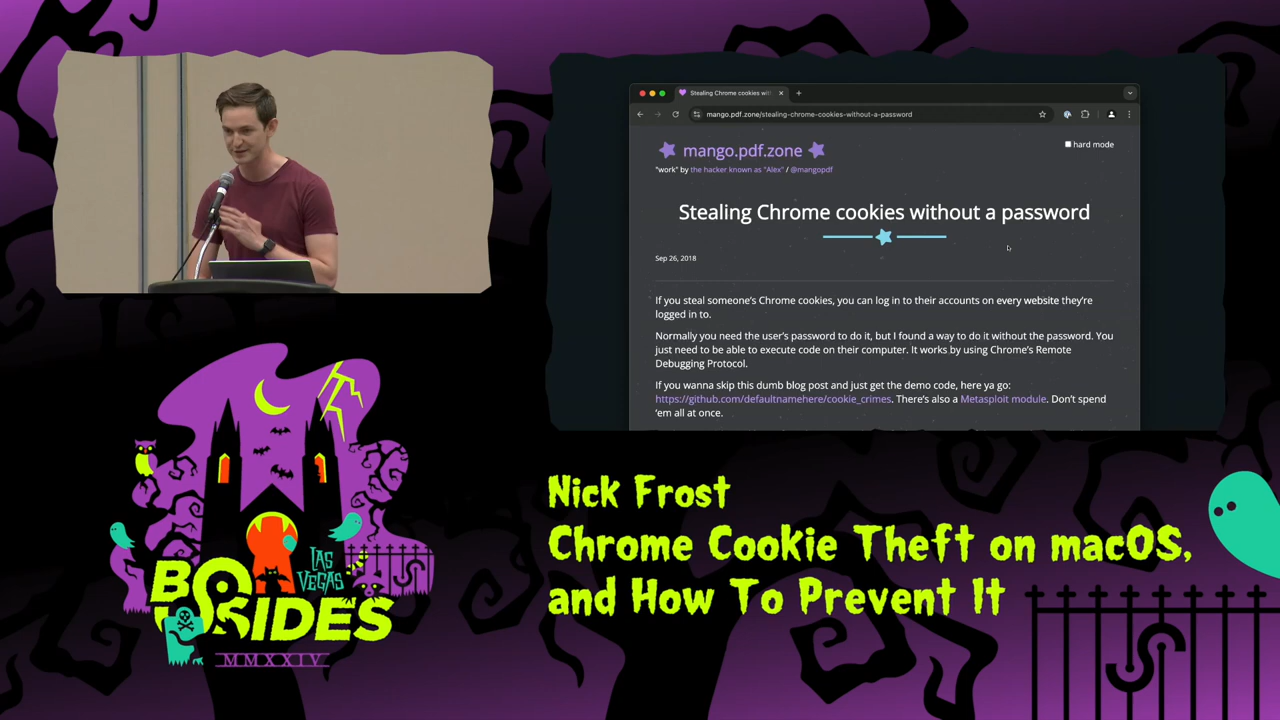 Stealing Chrome cookies wit
mango.pdf.zone/stealing-chrome-cookies-without-a-password
mango.pdf.zone
hard mode
"work" by the hacker known as "Alex" / @mangopdf
Stealing Chrome cookies without a password
Sep 26, 2018
If you steal someone's Chrome cookies, you can log in to their accounts on every website they're
logged in to.
Normally you need the user's password to do it, but I found a way to do it without the password. You
just need to be able to execute code on their computer. It works by using Chrome's Remote
Debugging Protocol.
If you wanna skip this dumb blog post and just get the demo code, here ya go:
https://github.com/defaultnamehere/cookie_crimes. There's also a Metasploit module. Don't spend
'em all at once.
LAS
VEGAS
BSIDES
MMXXIV
Nick Frost
Chrome Cookie Theft on macOS,
and How To Prevent It